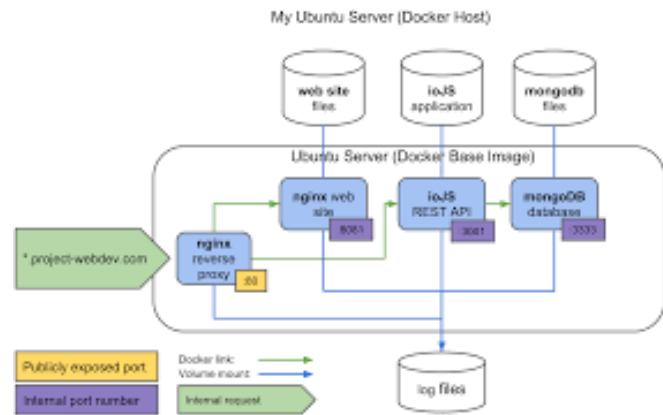 My Ubuntu Server (Docker Host)
web site
files
ioJS
application
mongodb
files
Ubuntu Server (Docker Base Image)
nginx web
site
:8081
ioJS
REST API
:3001
mongoDB
database
:3333
*.project-webdev.com
nginx
reverse
proxy
:80
Publicly exposed port
Internal port number
Docker link:
Volume mount:
Internal request
log files